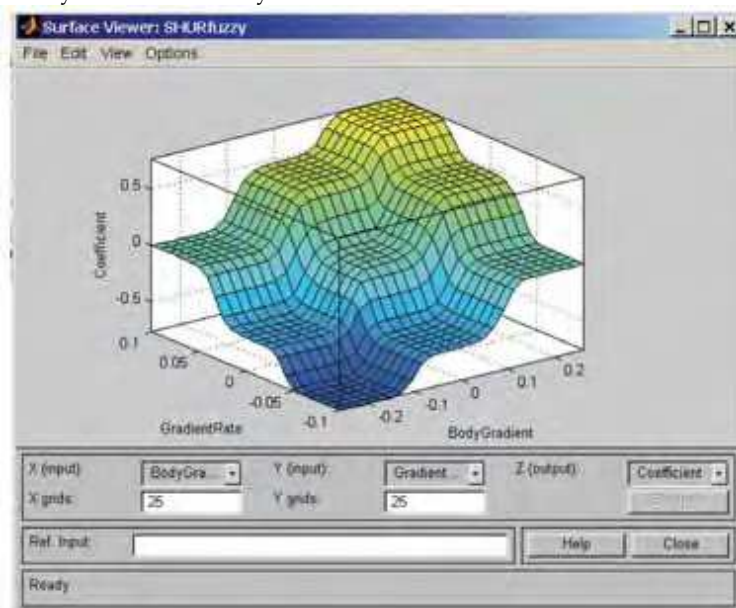 Surface Viewer: SHURfuzzy
File Edit View Options
0.5
0
-0.5
Coefficient
0.1
0.05
0
-0.05
-0.1
GradientRate
-0.2
-0.1
0
0.1
0.2
BodyGradient
X (input): BodyGra... Y (input): Gradient... Z (output): Coefficient
X grids: 25 Y grids: 25
Ref. Input: Help Close
Ready